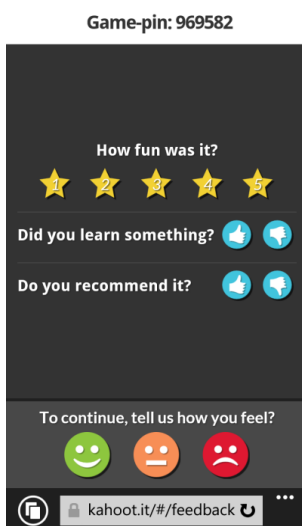 Game-pin: 969582
How fun was it?
1 2 3 4 5
Did you learn something?
Do you recommend it?
To continue, tell us how you feel?
kahoot.it/#/feedback